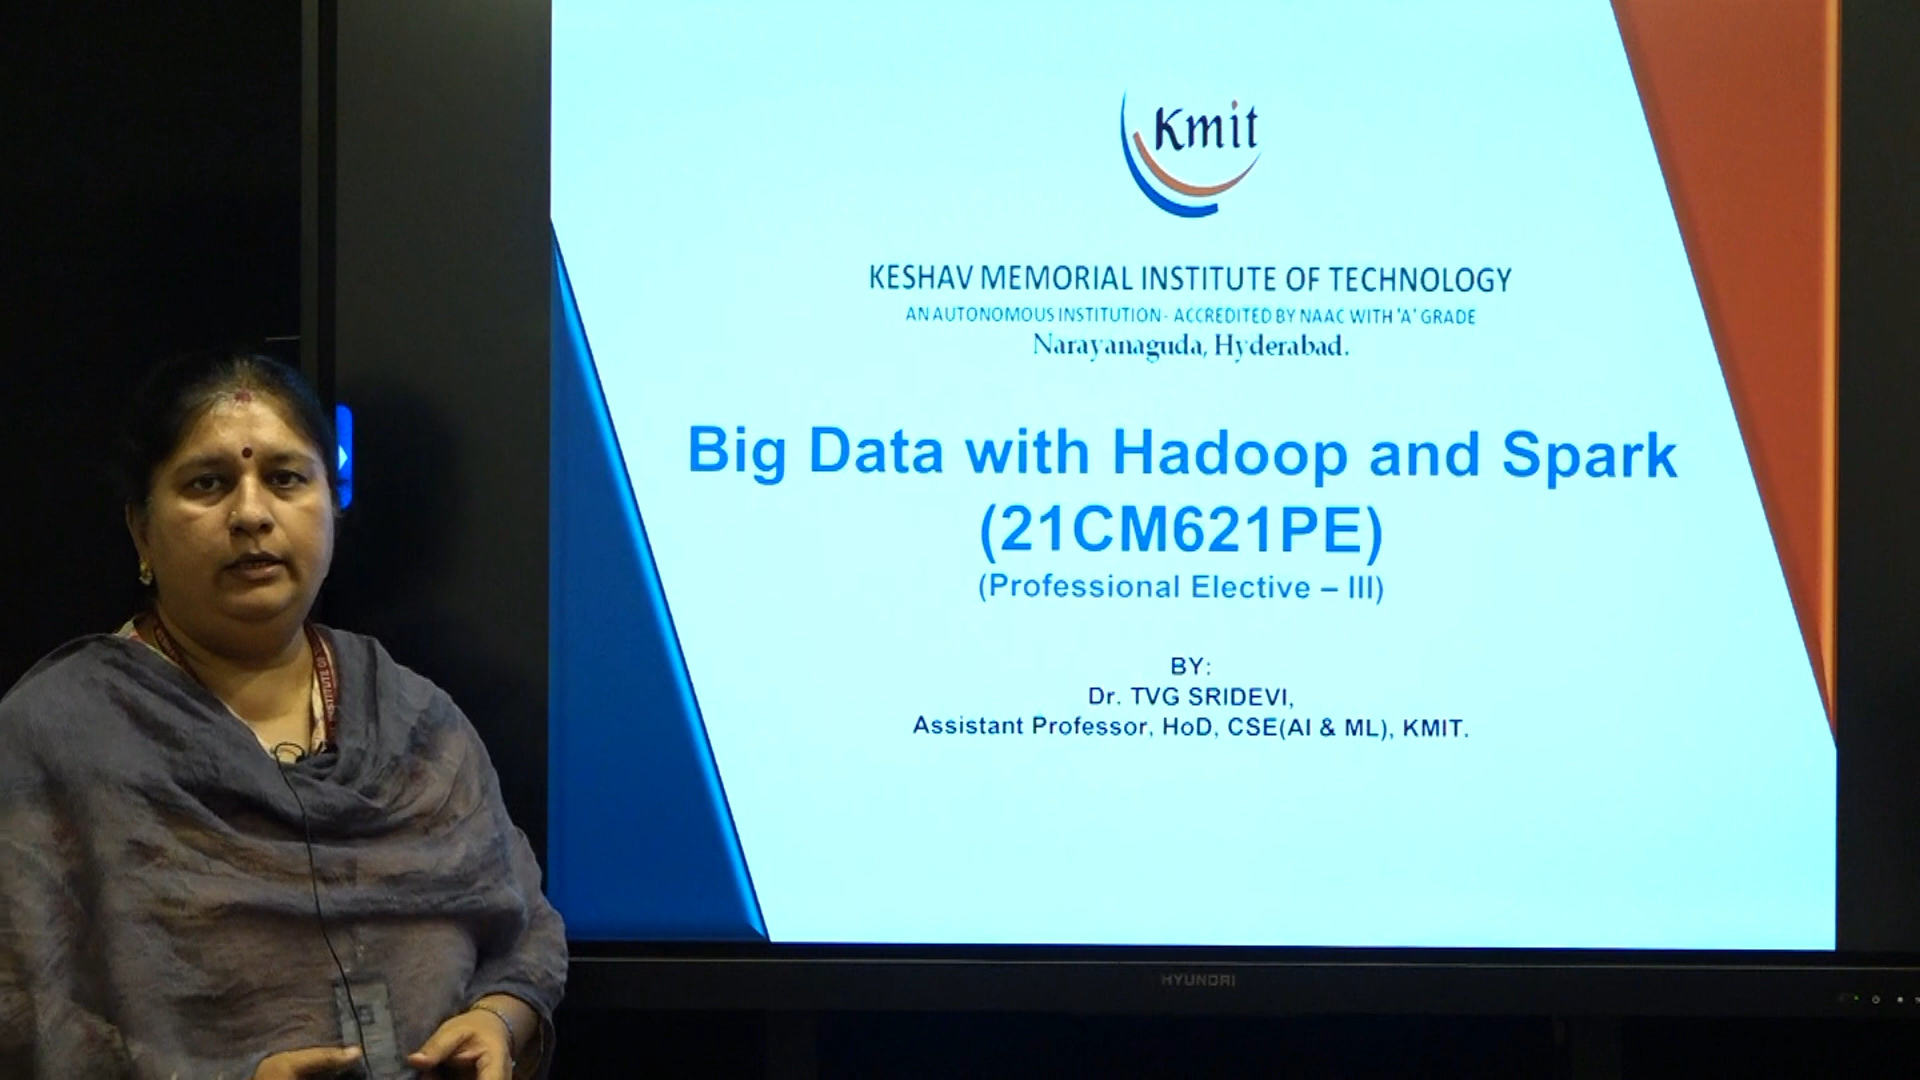 Kmit
KESHAV MEMORIAL INSTITUTE OF TECHNOLOGY
AN AUTONOMOUS INSTITUTION - ACCREDITED BY NAAC WITH 'A' GRADE
Narayanaguda, Hyderabad.
Big Data with Hadoop and Spark
(21CM621PE)
(Professional Elective – III)
BY:
Dr. TVG SRIDEVI,
Assistant Professor, HoD, CSE(AI & ML), KMIT.
HYUNDAI